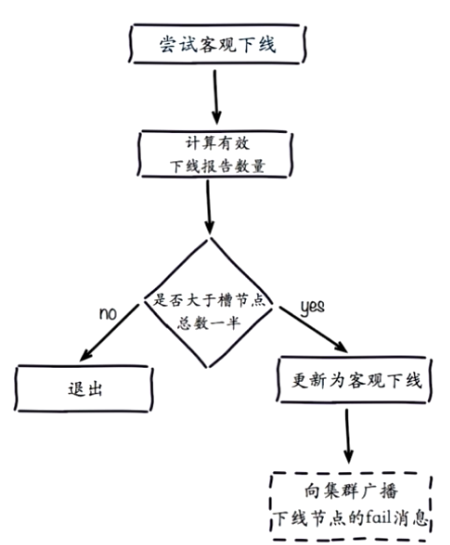 尝试客观下线
计算有效
下线报告数量
是否大于槽节点
总数一半
no
yes
退出
更新为客观下线
向集群广播
下线节点的fail消息